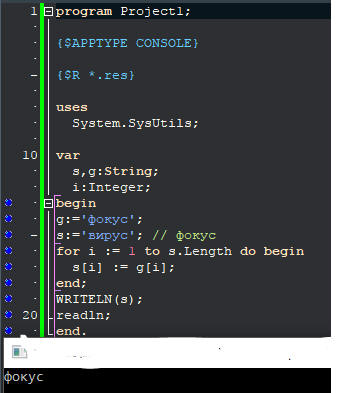 1 program Project1;
{$APPTYPE CONSOLE}
{$R *.res}
uses
System.SysUtils;
10 var
s,g:String;
i:Integer;
begin
g:='фокус';
s:='вирус'; // фокус
for i := 1 to s.Length do begin
s[i] := g[i];
end;
WRITELN(s);
20 readln;
end.
фокус